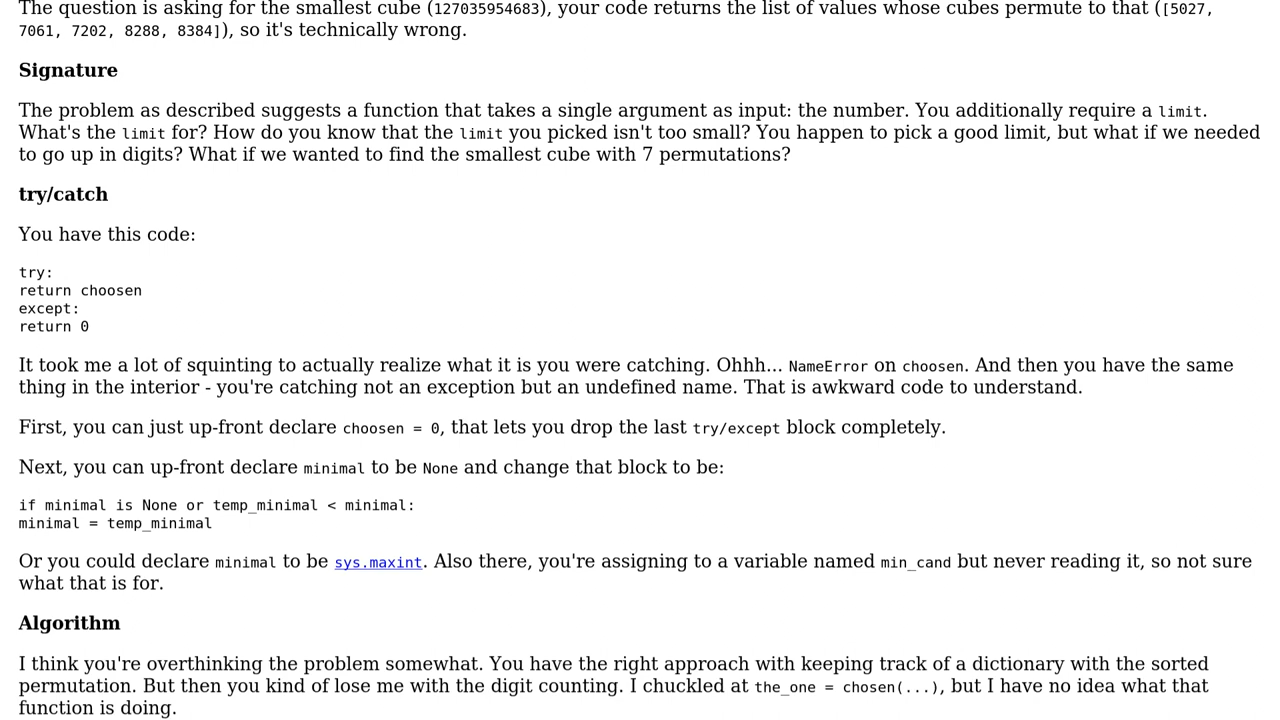 The question is asking for the smallest cube (127035954683), your code returns the list of values whose cubes permute to that ([5027,
7061, 7202, 8288, 8384]), so it's technically wrong.
Signature
The problem as described suggests a function that takes a single argument as input: the number. You additionally require a limit.
What's the limit for? How do you know that the limit you picked isn't too small? You happen to pick a good limit, but what if we needed
to go up in digits? What if we wanted to find the smallest cube with 7 permutations?
try/catch
You have this code:
try:
return choosen
except:
return 0
It took me a lot of squinting to actually realize what it is you were catching. Ohhh... NameError on choosen. And then you have the same
thing in the interior - you're catching not an exception but an undefined name. That is awkward code to understand.
First, you can just up-front declare choosen = 0, that lets you drop the last try/except block completely.
Next, you can up-front declare minimal to be None and change that block to be:
if minimal is None or temp_minimal < minimal:
minimal = temp_minimal
Or you could declare minimal to be sys.maxint. Also there, you're assigning to a variable named min_cand but never reading it, so not sure
what that is for.
Algorithm
I think you're overthinking the problem somewhat. You have the right approach with keeping track of a dictionary with the sorted
permutation. But then you kind of lose me with the digit counting. I chuckled at the_one = chosen(...), but I have no idea what that
function is doing.